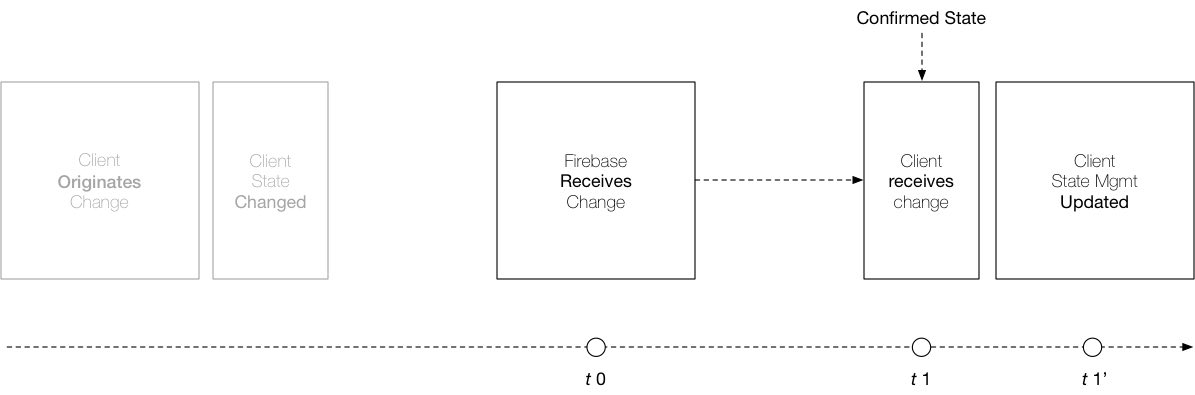 Confirmed State
Client
Originates
Change
Client
State
Changed
Firebase
Receives
Change
Client
receives
change
Client
State Mgmt
Updated
t 0
t 1
t 1’